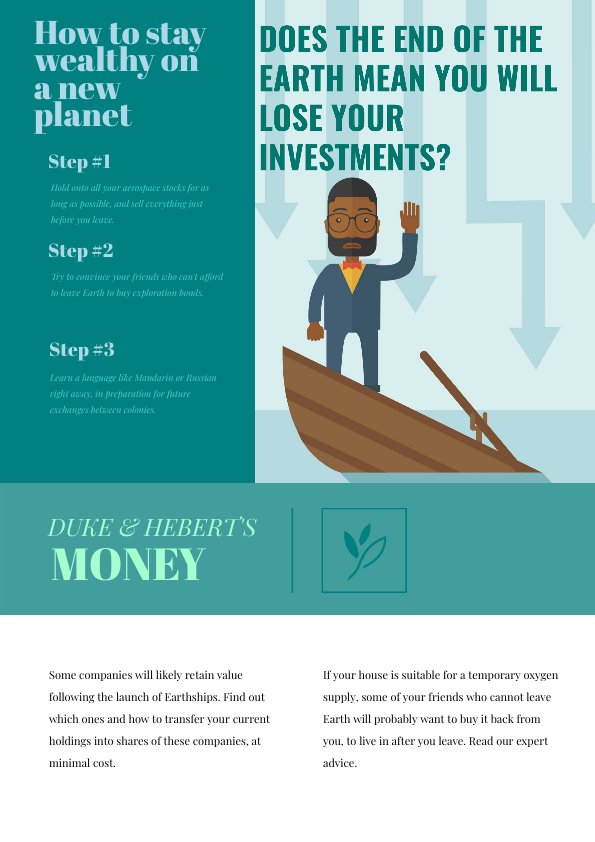 How to stay
wealthy on
a new
planet
Step #1
Hold onto all your aerospace stocks for as
long as possible, and sell everything just
before you leave.
Step #2
Try to convince your friends who can't afford
to leave Earth to buy exploration bonds.
Step #3
Learn a language like Mandarin or Russian
right away, in preparation for future
exchanges between colonies.
DOES THE END OF THE
EARTH MEAN YOU WILL
LOSE YOUR
INVESTMENTS?
DUKE & HEBERT'S
MONEY
Some companies will likely retain value
following the launch of Earthships. Find out
which ones and how to transfer your current
holdings into shares of these companies, at
minimal cost.
If your house is suitable for a temporary oxygen
supply, some of your friends who cannot leave
Earth will probably want to buy it back from
you, to live in after you leave. Read our expert
advice.